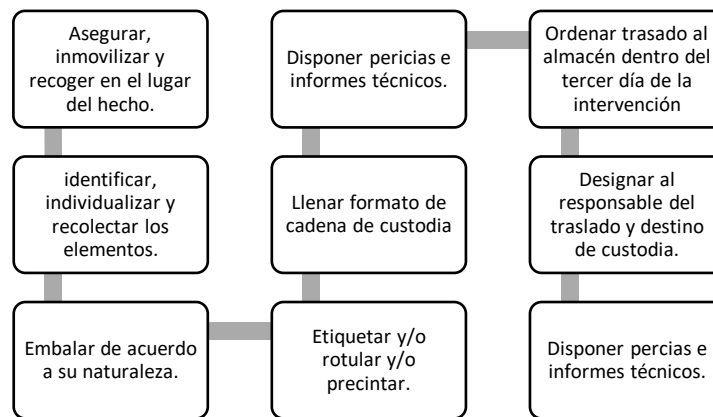 Asegurar,
inmovilizar y
recoger en el lugar
del hecho.
identificar,
individualizar y
recolectar los
elementos.
Embalar de acuerdo
a su naturaleza.
Etiquetar y/o
rotular y/o
precintar.
Llenar formato de
cadena de custodia
Disponer pericias e
informes técnicos.
Ordenar trasado al
almacén dentro del
tercer día de la
intervención
Designar al
responsable del
traslado y destino
de custodia.
Disponer percias e
informes técnicos.